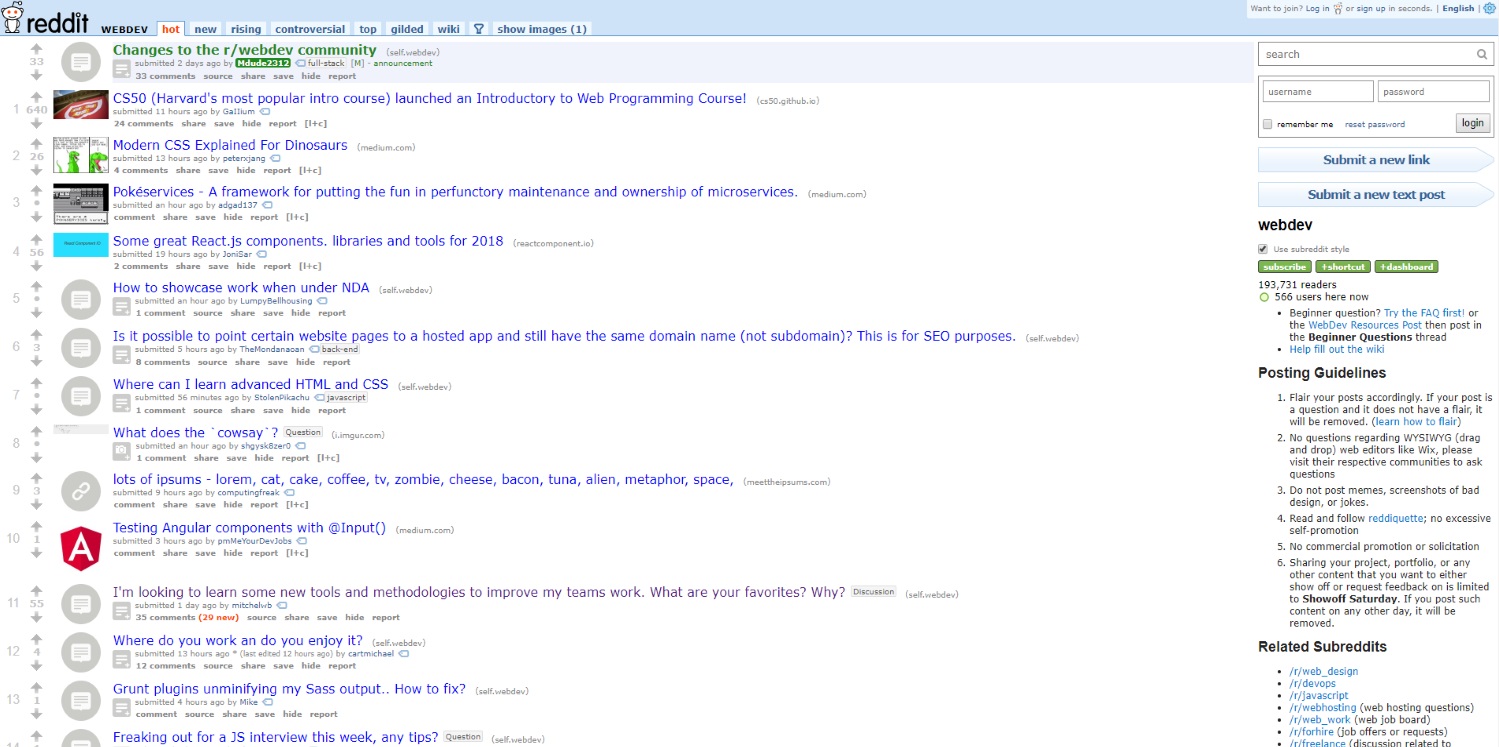 reddit WEBDEV hot new rising controversial top gilded wiki show images (1)
Want to join? Log in or sign up in seconds. | English |
33
Changes to the r/webdev community (self.webdev)
submitted 2 days ago by Mdude2312 full-stack [M] - announcement
33 comments source share save hide report
1 640
CS50 (Harvard's most popular intro course) launched an Introductory to Web Programming Course! (cs50.github.io)
submitted 11 hours ago by Gallium
24 comments share save hide report [l+c]
2 26
Modern CSS Explained For Dinosaurs (medium.com)
submitted 13 hours ago by peterxjang
4 comments share save hide report [l+c]
3 •
Pokéservices - A framework for putting the fun in perfunctory maintenance and ownership of microservices. (medium.com)
submitted an hour ago by adgad137
comment share save hide report [l+c]
4 56
Some great React.js components. libraries and tools for 2018 (reactcomponent.io)
submitted 19 hours ago by JoniSar
2 comments share save hide report [l+c]
5 •
How to showcase work when under NDA (self.webdev)
submitted an hour ago by LumpyBellhousing
1 comment source share save hide report
6 3
Is it possible to point certain website pages to a hosted app and still have the same domain name (not subdomain)? This is for SEO purposes. (self.webdev)
submitted 5 hours ago by TheMondanaoan back-end
8 comments source share save hide report
7 •
Where can I learn advanced HTML and CSS (self.webdev)
submitted 56 minutes ago by StolenPikachu javascript
1 comment source share save hide report
8 •
What does the `cowsay`? Question (i.imgur.com)
submitted an hour ago by shgysk8zer0
1 comment share save hide report [l+c]
9 3
lots of ipsums - lorem, cat, cake, coffee, tv, zombie, cheese, bacon, tuna, alien, metaphor, space, (meettheipsums.com)
submitted 9 hours ago by computingfreak
comment share save hide report [l+c]
10 1
A
Testing Angular components with @Input() (medium.com)
submitted 3 hours ago by pmMeYourDevJobs
comment share save hide report [l+c]
11 55
I'm looking to learn some new tools and methodologies to improve my teams work. What are your favorites? Why? Discussion (self.webdev)
submitted 1 day ago by mitchelwb
35 comments (29 new) source share save hide report
12 4
Where do you work an do you enjoy it? (self.webdev)
submitted 13 hours ago * (last edited 12 hours ago) by cartmichael
12 comments source share save hide report
13 1
Grunt plugins unminifying my Sass output.. How to fix? (self.webdev)
submitted 4 hours ago by Mike
comment source share save hide report
Freaking out for a JS interview this week, any tips? Question (self.webdev)
search
username password
remember me reset password login
Submit a new link
Submit a new text post
webdev
Use subreddit style
subscribe +shortcut +dashboard
193,731 readers
566 users here now
• Beginner question? Try the FAQ first! or
the WebDev Resources Post then post in
the Beginner Questions thread
• Help fill out the wiki
Posting Guidelines
1. Flair your posts accordingly. If your post is
a question and it does not have a flair, it
will be removed. (learn how to flair)
2. No questions regarding WYSIWYG (drag
and drop) web editors like Wix, please
visit their respective communities to ask
questions
3. Do not post memes, screenshots of bad
design, or jokes.
4. Read and follow reddiquette; no excessive
self-promotion
5. No commercial promotion or solicitation
6. Sharing your project, portfolio, or any
other content that you want to either
show off or request feedback on is limited
to Showoff Saturday. If you post such
content on any other day, it will be
removed.
Related Subreddits
• /r/web_design
• /r/devops
• /r/javascript
• /r/webhosting (web hosting questions)
• /r/web_work (web job board)
• /r/forhire (job offers or requests)
• /r/freelance (discussion related to